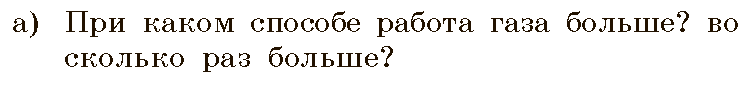 а) При каком способе работа газа больше? во
сколько раз больше?